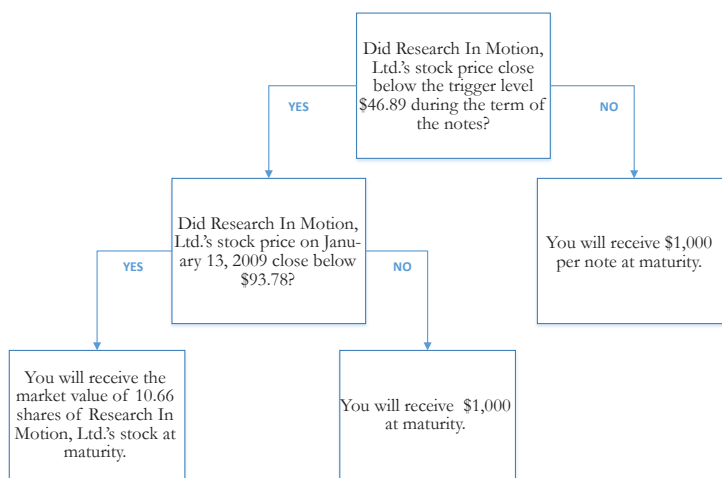 Did Research In Motion,
Ltd.'s stock price close
below the trigger level
$46.89 during the term of
the notes?
YES
NO
Did Research In Motion,
Ltd.'s stock price on Janu-
ary 13, 2009 close below
$93.78?
You will receive $1,000
per note at maturity.
YES
NO
You will receive the
market value of 10.66
shares of Research In
Motion, Ltd.'s stock at
maturity.
You will receive  $1,000
at maturity.